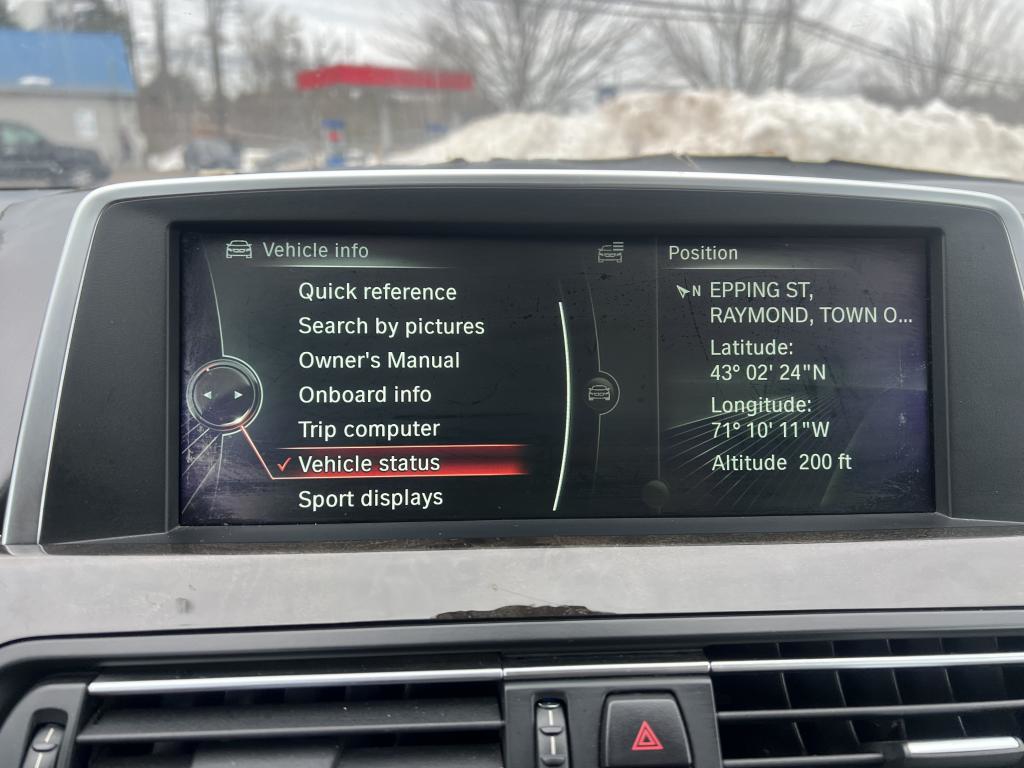 Vehicle info
Quick reference
Search by pictures
Owner's Manual
Onboard info
Trip computer
Vehicle status
Sport displays
Position
N EPPING ST,
RAYMOND, TOWN O...
Latitude:
43° 02' 24"N
Longitude:
71° 10' 11"W
Altitude 200 ft